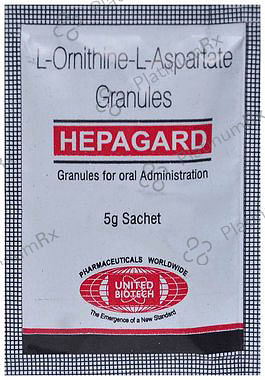 L-Ornithine-L-Aspartate
Granules
HEPAGARD
Granules for oral Administration
5g Sachet
PHARMACEUTICALS WORLDWIDE
UNITED
BIOTECH
The Emergence of a New Standard
PlatinumRx